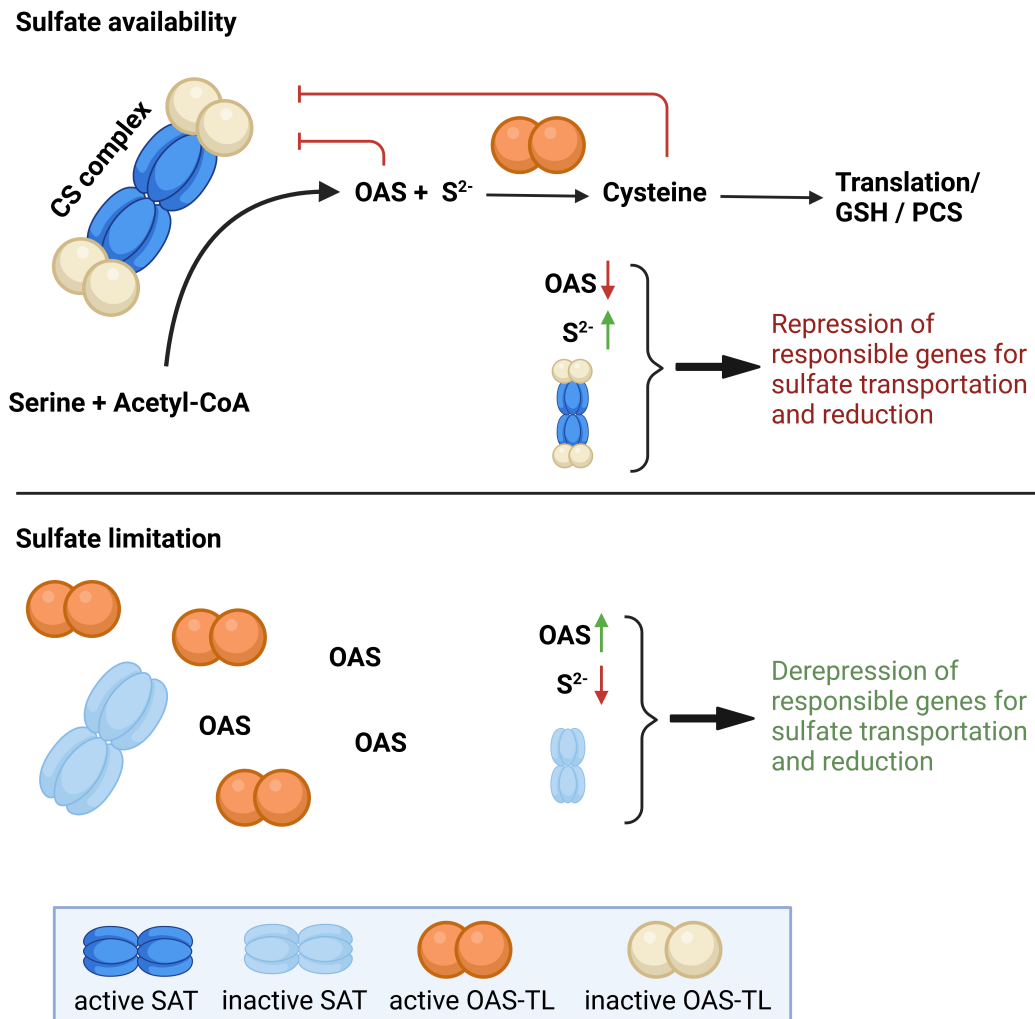 Sulfate availability
CS complex
OAS + S²⁻
Cysteine
Translation/
GSH / PCS
Serine + Acetyl-CoA
OAS
S²⁻
Repression of
responsible genes for
sulfate transportation
and reduction
Sulfate limitation
OAS
OAS
OAS
OAS
S²⁻
Derepression of
responsible genes for
sulfate transportation
and reduction
active SAT
inactive SAT
active OAS-TL
inactive OAS-TL